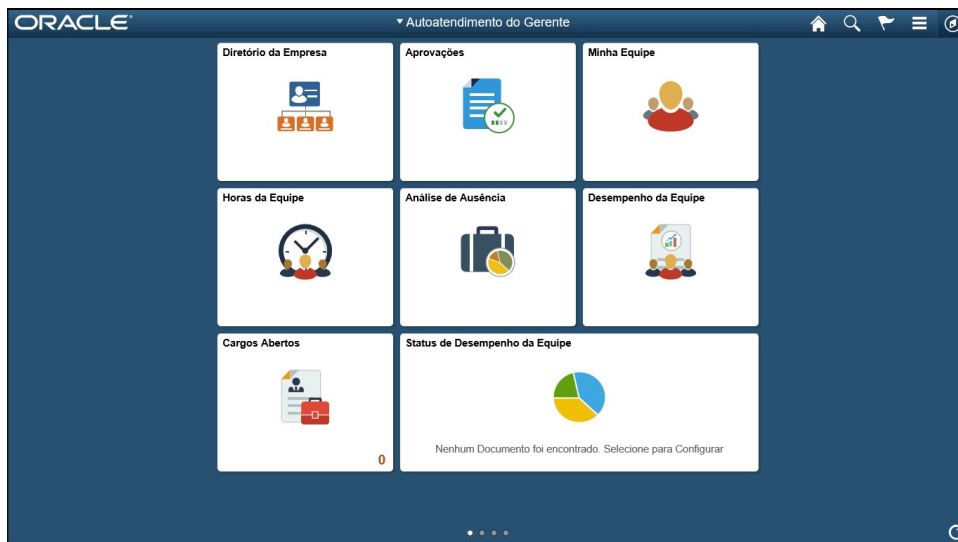 ORACLE
Autoatendimento do Gerente
Diretório da Empresa
Aprovações
Minha Equipe
Horas da Equipe
Análise de Ausência
Desempenho da Equipe
Cargos Abertos
0
Status de Desempenho da Equipe
Nenhum Documento foi encontrado. Selecione para Configurar